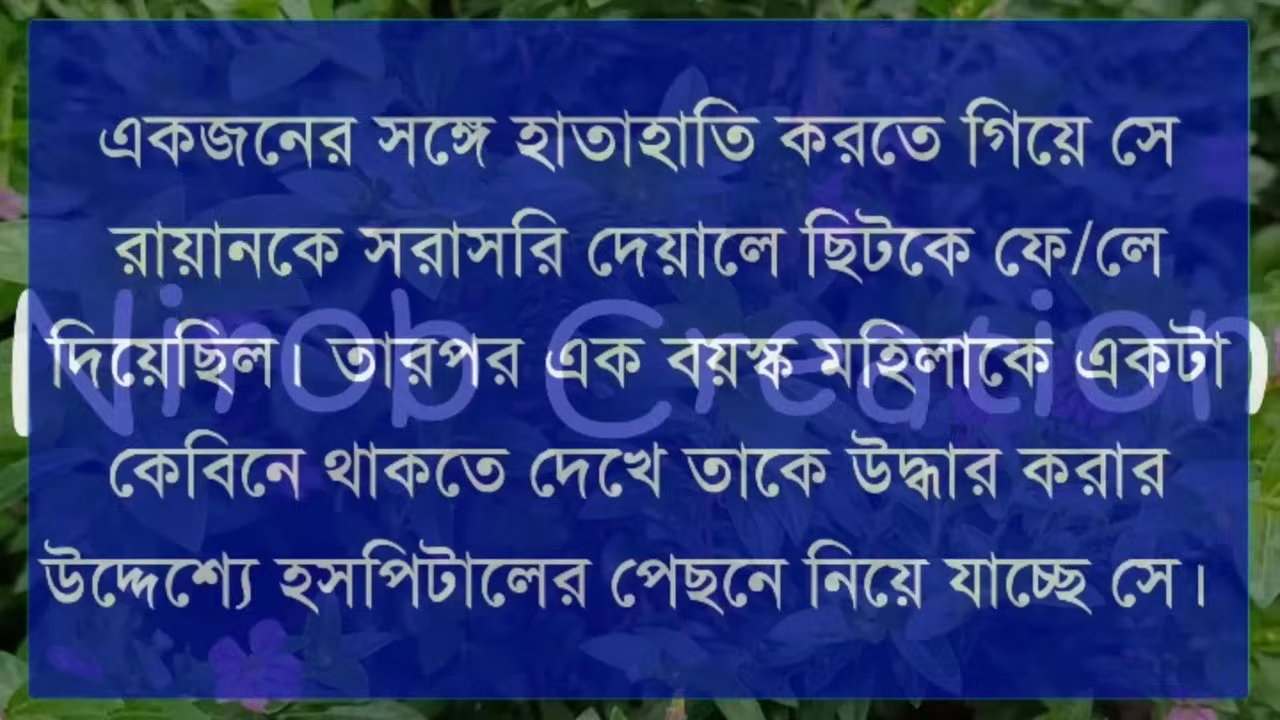 একজনের সঙ্গে হাতাহাতি করতে গিয়ে সে
রায়ানকে সরাসরি দেয়ালে ছিটকে ফে/লে
দিয়েছিল। তারপর এক বয়স্ক মহিলাকে একটা
Nirob Creation
কেবিনে থাকতে দেখে তাকে উদ্ধার করার
উদ্দেশ্যে হসপিটালের পেছনে নিয়ে যাচ্ছে সে।